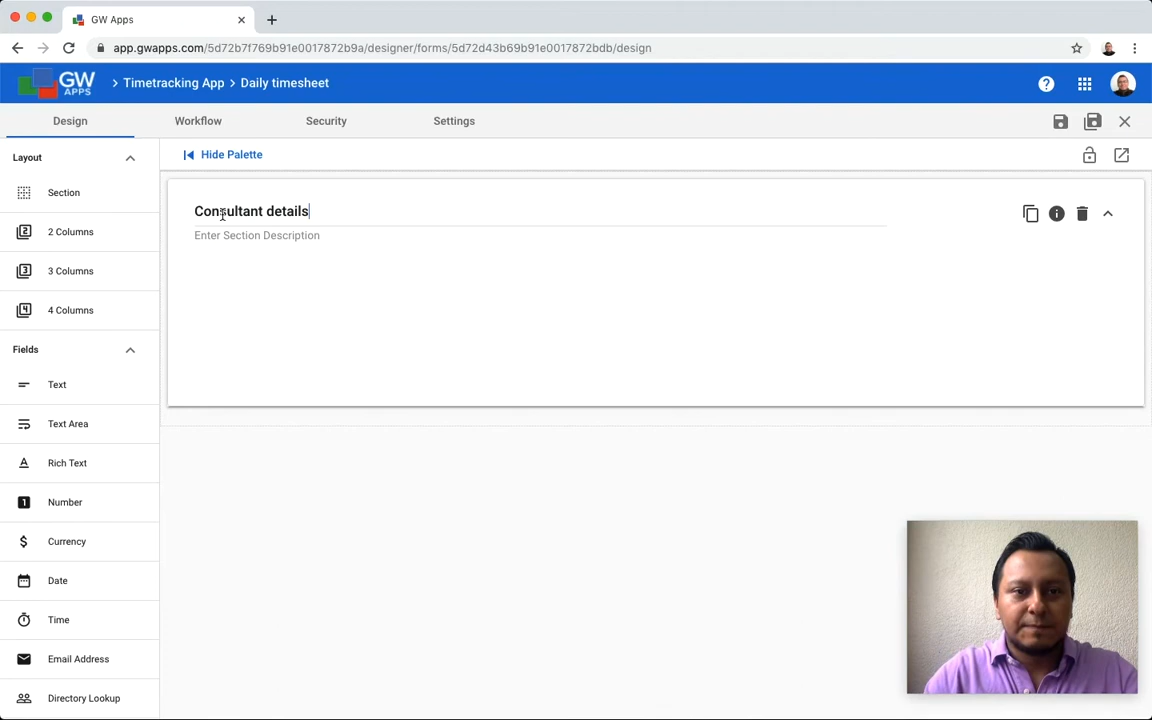 GW Apps
app.gwapps.com/5d72b7f769b91e0017872b9a/designer/forms/5d72d43b69b91e0017872bdb/design
GW APPS > Timetracking App > Daily timesheet
Design Workflow Security Settings
Layout
Hide Palette
Section
2 Columns
3 Columns
4 Columns
Fields
Text
Text Area
Rich Text
Number
Currency
Date
Time
Email Address
Directory Lookup
Consultant details
Enter Section Description